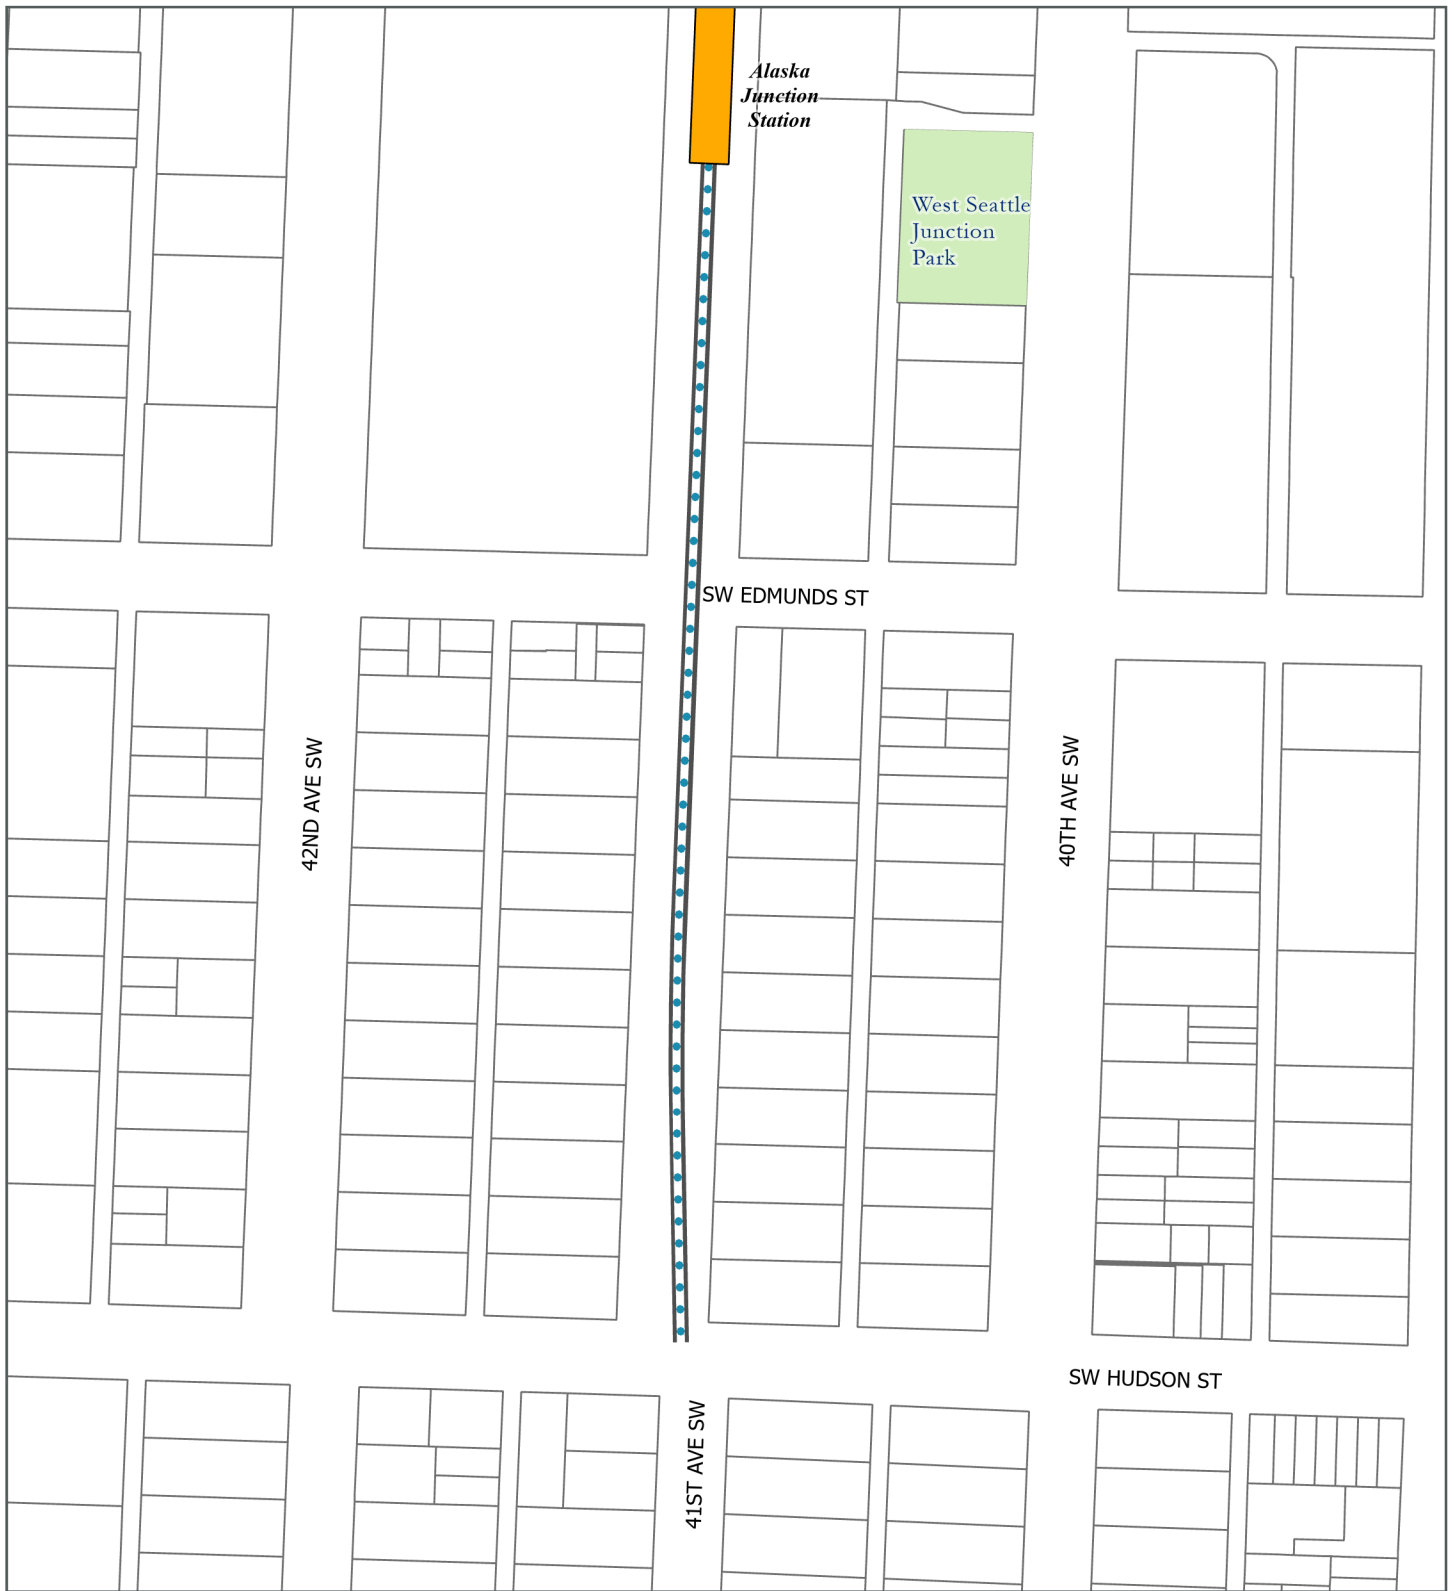 Alaska
Junction
Station
West Seattle
Junction
Park
SW EDMUNDS ST
42ND AVE SW
40TH AVE SW
SW HUDSON ST
41ST AVE SW